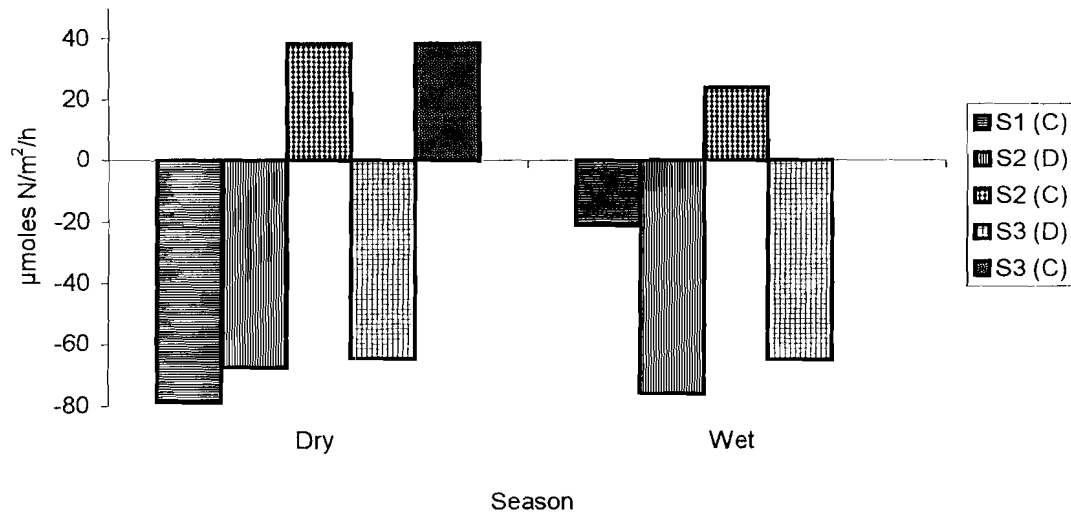 40
20
0
-20
-40
-60
-80
µmoles N/m²/h
Dry
Wet
Season
S1 (C)
S2 (D)
S2 (C)
S3 (D)
S3 (C)